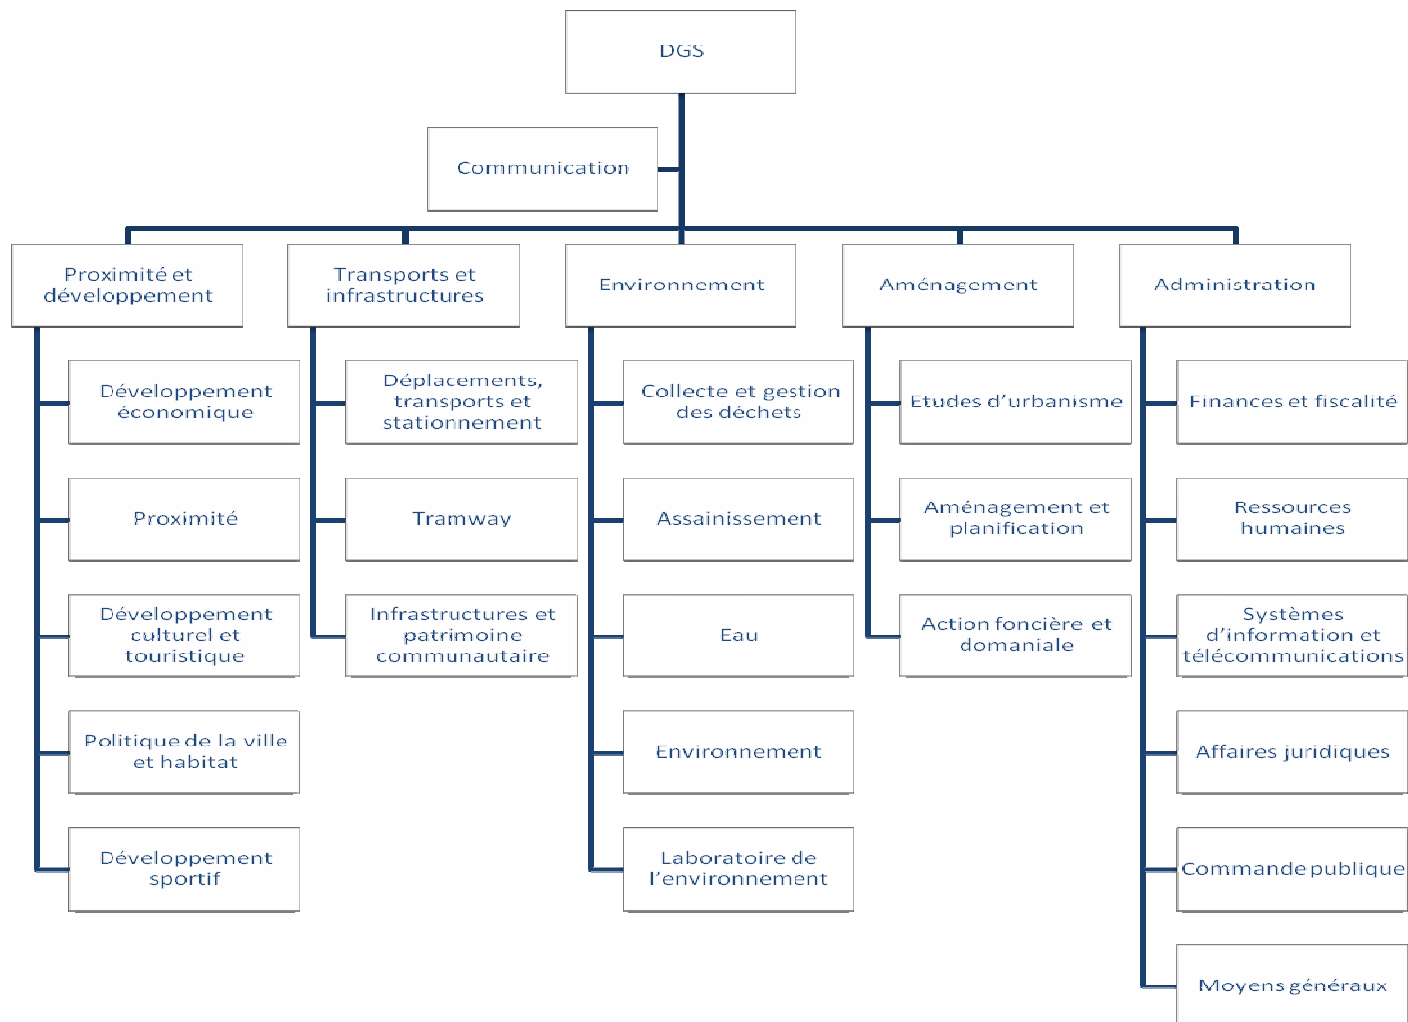 DGS
Communication
Proximité et
développement
Transports et
infrastructures
Environnement
Aménagement
Administration
Développement
économique
Proximité
Développement
culturel et
touristique
Politique de la ville
et habitat
Développement
sportif
Déplacements,
transports et
stationnement
Tramway
Infrastructures et
patrimoine
communautaire
Collecte et gestion
des déchets
Assainissement
Eau
Environnement
Laboratoire de
l'environnement
Etudes d'urbanisme
Aménagement et
planification
Action foncière et
domaniale
Finances et fiscalité
Ressources
humaines
Systèmes
d'information et
télécommunications
Affaires juridiques
Commande publique
Moyens généraux